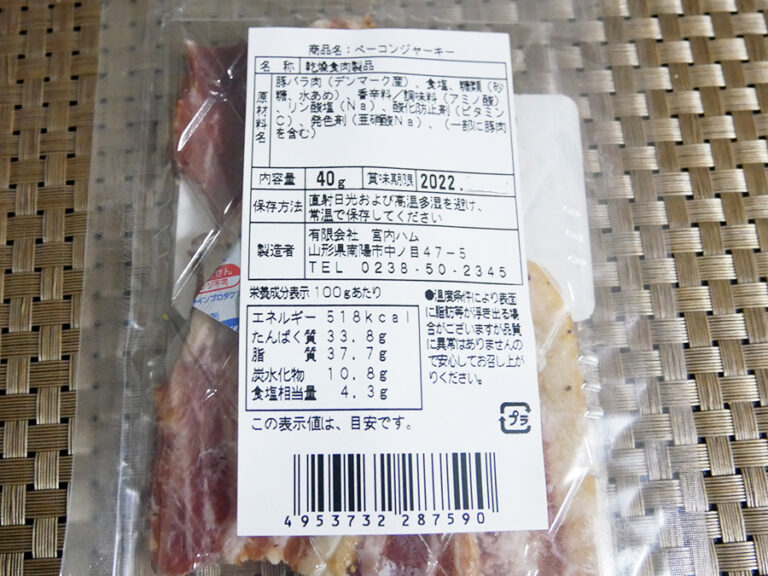 商品名：ベーコンジャーキー
名　称　乾燥食肉製品
原材料名　豚バラ肉（デンマーク産）、食塩、糖類（砂
糖、水あめ）、香辛料／調味料（アミノ酸）
、リン酸塩（Na）、酸化防止剤（ビタミン
C）、発色剤（亜硝酸Na）、（一部に豚肉
を含む）
内容量　40g　賞味期限　2022.
保存方法　直射日光および高温多湿を避け、
常温で保存してください
製造者　有限会社　宮内ハム
山形県南陽市中ノ目47-5
TEL　0238-50-2345
栄養成分表示　100gあたり
エネルギー　518kcal
たんぱく質　33.8g
脂　　　質　37.7g
炭水化物　　10.8g
食塩相当量　　4.3g
この表示値は、目安です。
●温度条件により表面
に脂肪等が浮き出る場
合がございますが品質
に異常はありませんの
で安心してお召し上が
りください。
プラ
4953732 287590